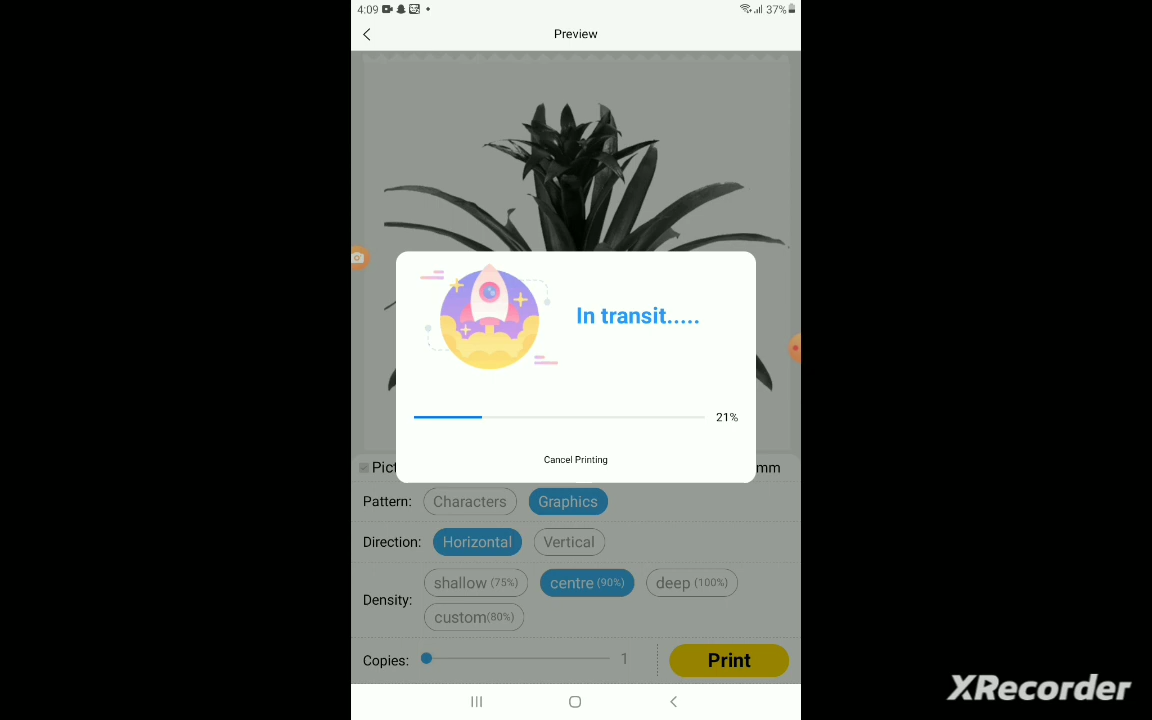 4:09 37%
Preview
In transit.....
21%
Cancel Printing
Pict mm
Pattern: Characters Graphics
Direction: Horizontal Vertical
shallow (75%) centre (90%) deep (100%)
Density:
custom(80%)
Copies: 1 Print
XRecorder